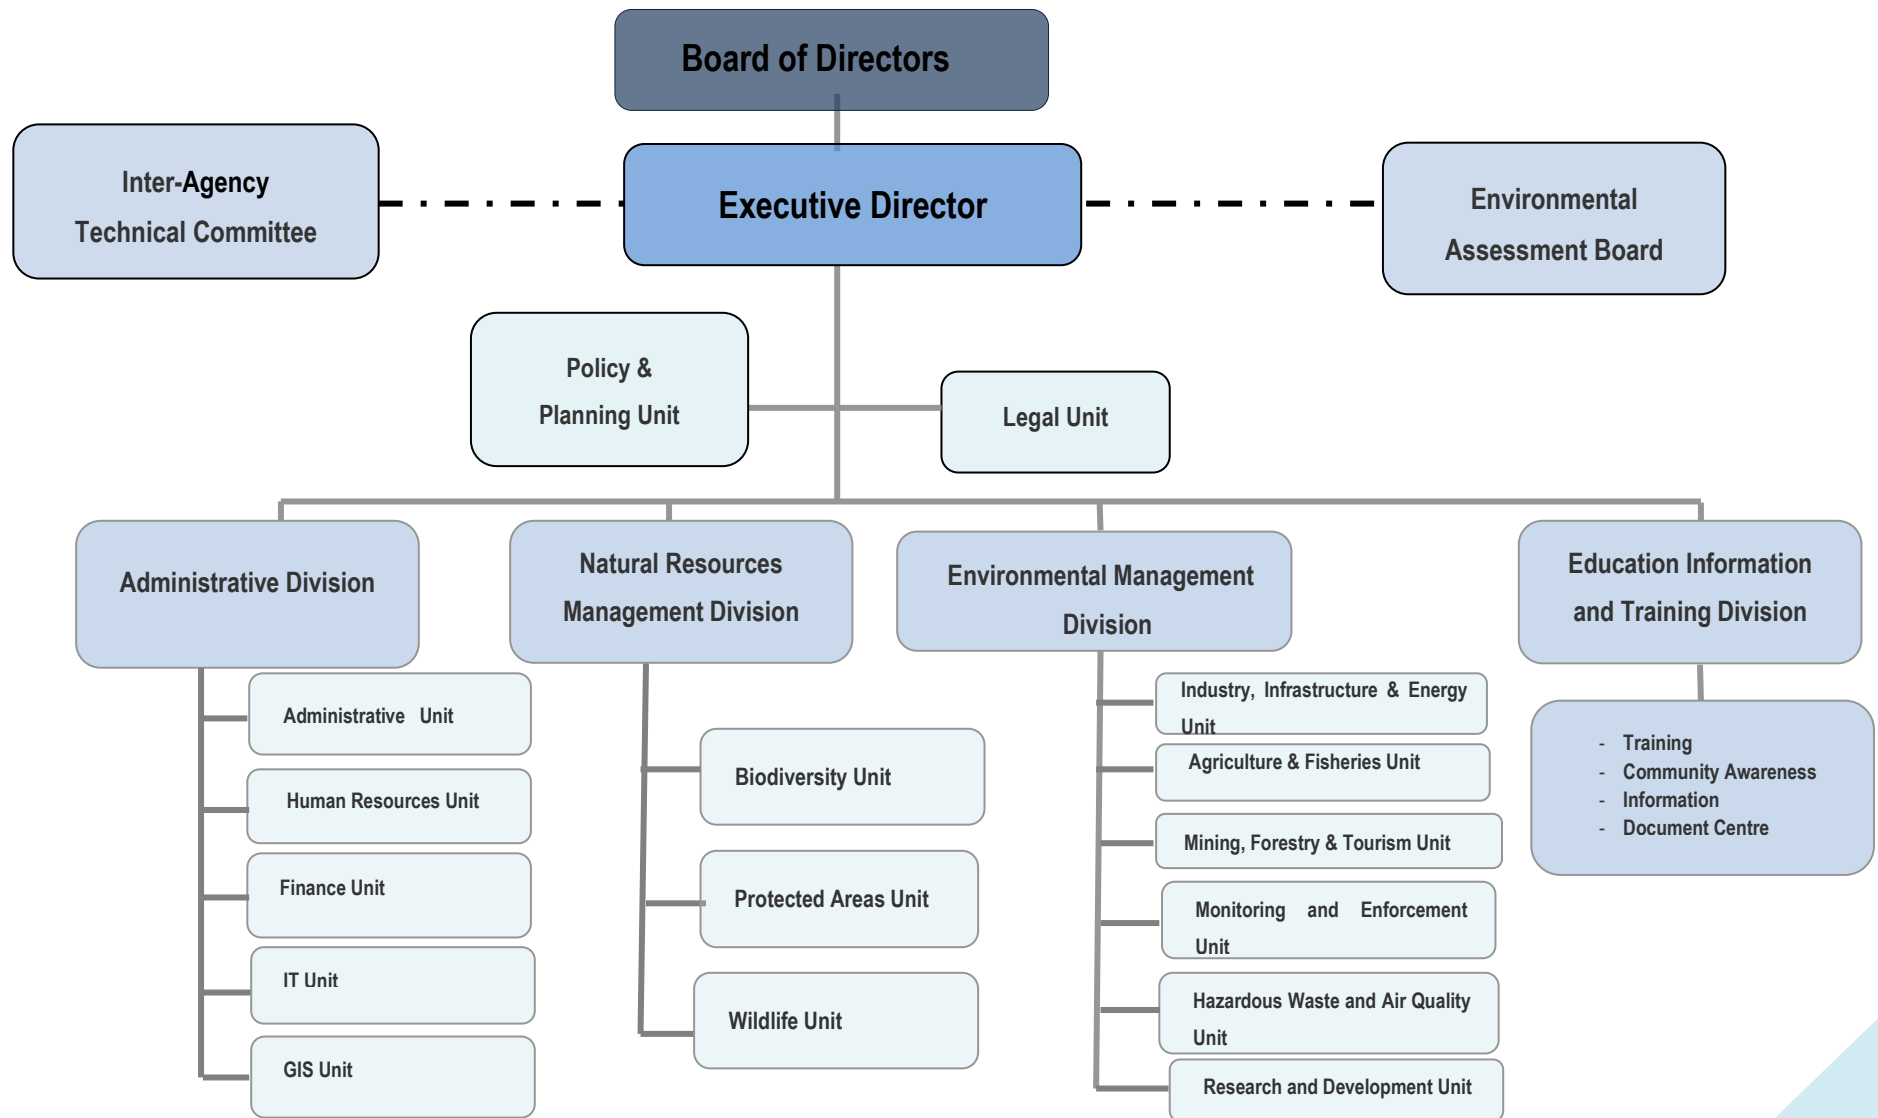 Board of Directors
Inter-Agency
Technical Committee
Executive Director
Environmental
Assessment Board
Policy &
Planning Unit
Legal Unit
Administrative Division
Natural Resources
Management Division
Environmental Management
Division
Education Information
and Training Division
Administrative Unit
Human Resources Unit
Finance Unit
IT Unit
GIS Unit
Biodiversity Unit
Protected Areas Unit
Wildlife Unit
Industry, Infrastructure & Energy
Unit
Agriculture & Fisheries Unit
Mining, Forestry & Tourism Unit
Monitoring and Enforcement
Unit
Hazardous Waste and Air Quality
Unit
Research and Development Unit
- Training
- Community Awareness
- Information
- Document Centre